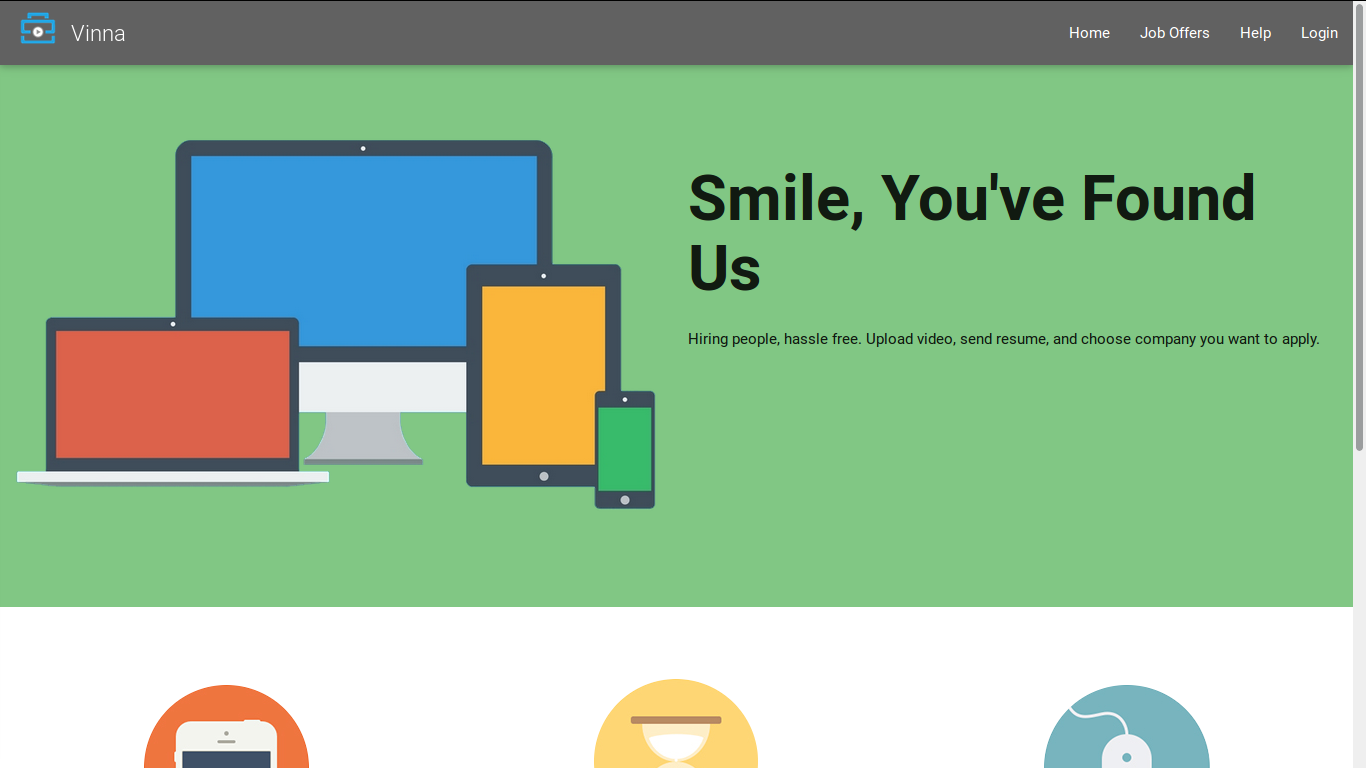 Vinna
Home
Job Offers
Help
Login
Smile, You've Found
Us
Hiring people, hassle free. Upload video, send resume, and choose company you want to apply.